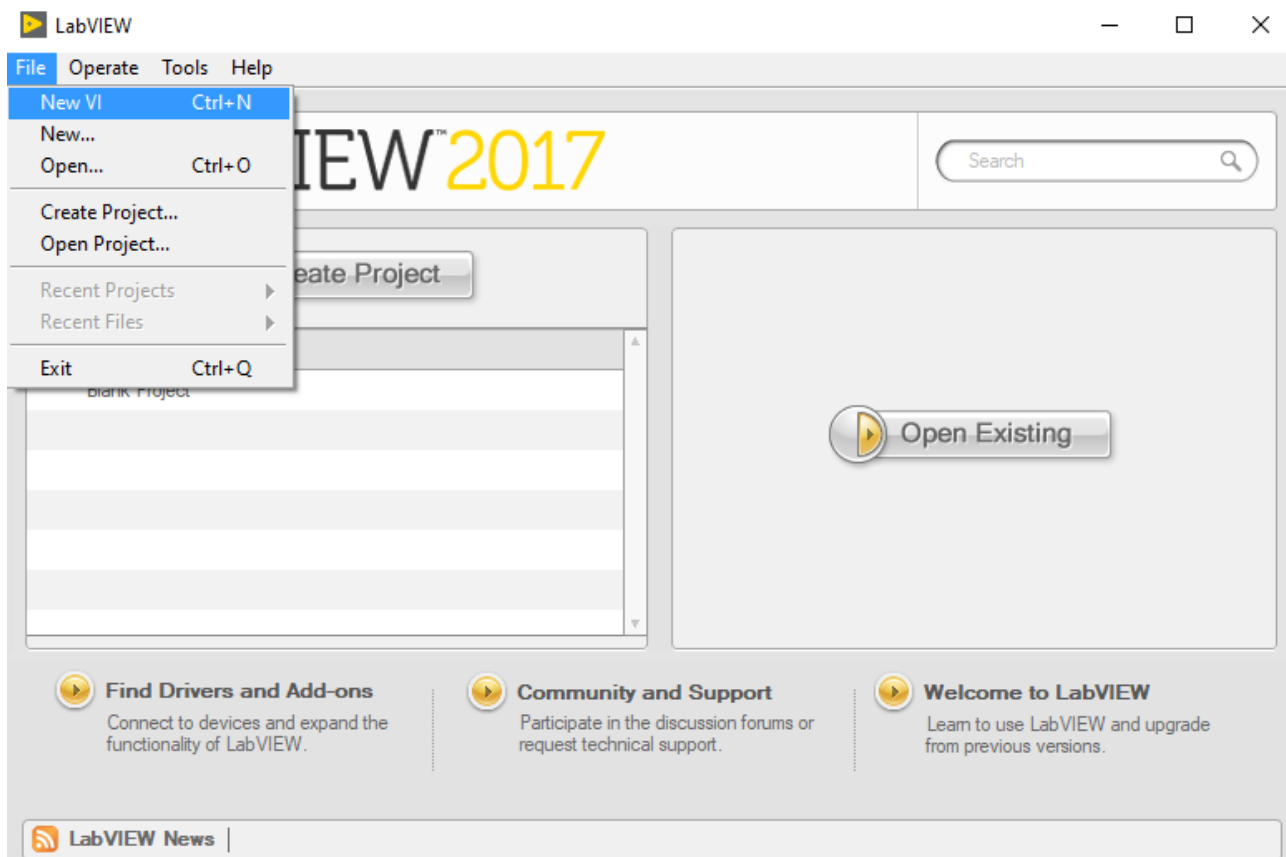 LabVIEW
File Operate Tools Help
New VI Ctrl+N
New...
Open... Ctrl+O
Create Project...
Open Project...
Recent Projects
Recent Files
Exit Ctrl+Q
IEW™ 2017
Search
eate Project
Blank Project
Open Existing
Find Drivers and Add-ons
Connect to devices and expand the
functionality of LabVIEW.
Community and Support
Participate in the discussion forums or
request technical support.
Welcome to LabVIEW
Learn to use LabVIEW and upgrade
from previous versions.
LabVIEW News